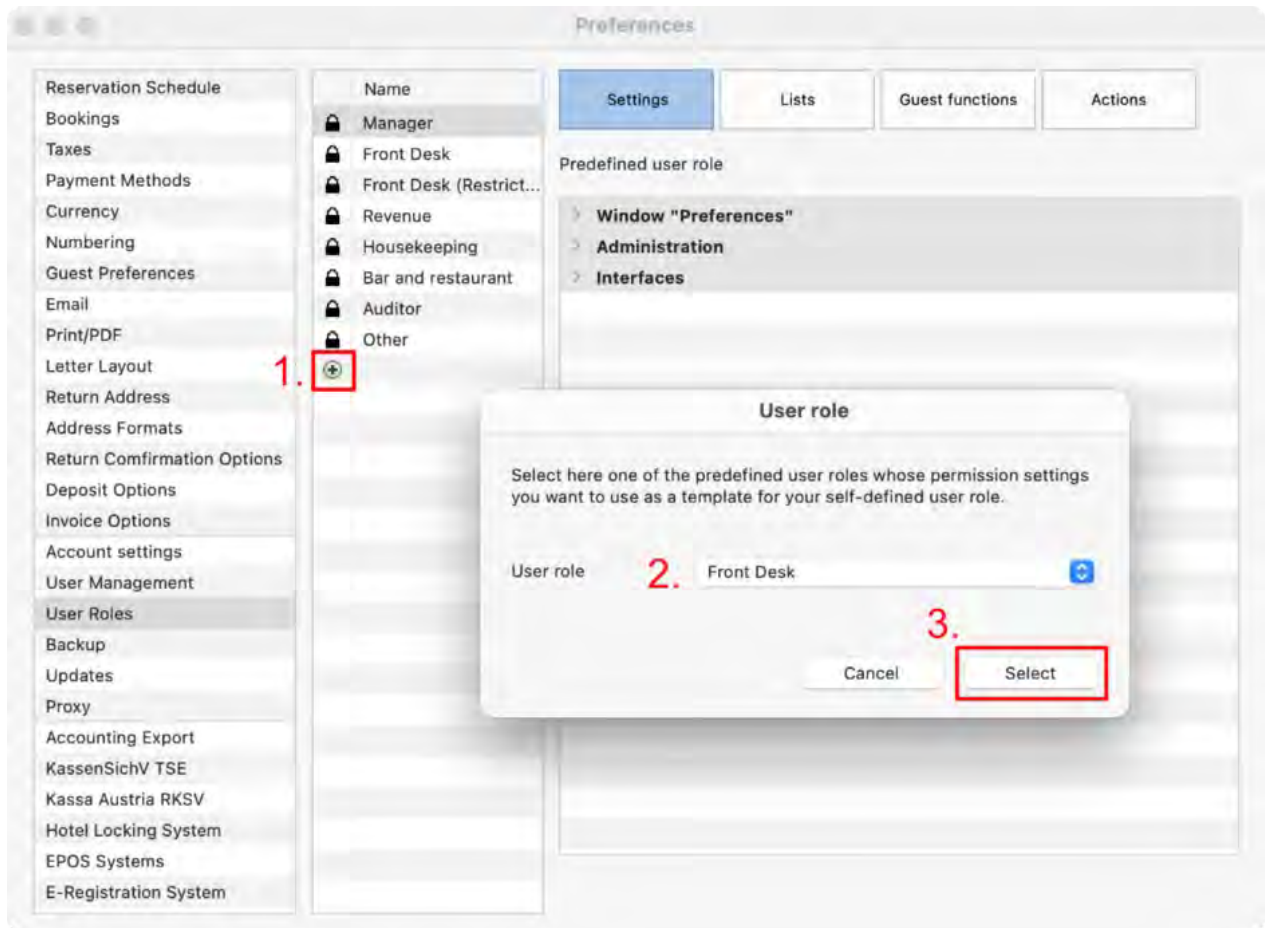 Preferences
Reservation Schedule
Bookings
Taxes
Payment Methods
Currency
Numbering
Guest Preferences
Email
Print/PDF
Letter Layout
Return Address
Address Formats
Return Comfirmation Options
Deposit Options
Invoice Options
Account settings
User Management
User Roles
Backup
Updates
Proxy
Accounting Export
KassenSichV TSE
Kassa Austria RKSV
Hotel Locking System
EPOS Systems
E-Registration System
Name
Manager
Front Desk
Front Desk (Restrict...
Revenue
Housekeeping
Bar and restaurant
Auditor
Other
1.
Settings
Lists
Guest functions
Actions
Predefined user role
Window "Preferences"
Administration
Interfaces
User role
Select here one of the predefined user roles whose permission settings
you want to use as a template for your self-defined user role.
User role
2.
Front Desk
3.
Cancel
Select